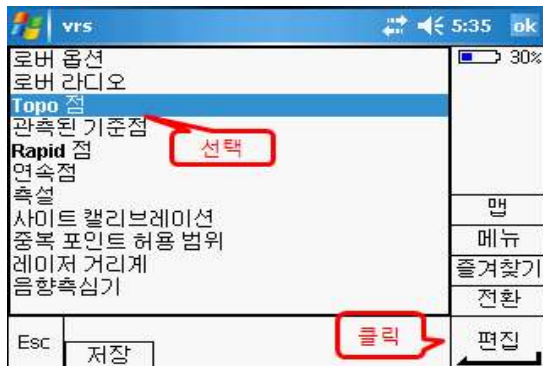 vrs 5:35 ok
로버 옵션
로버 라디오
Topo 점
관측된 기준점
Rapid 점
연속점
측설
사이트 캘리브레이션
중복 포인트 허용 범위
레이저 거리계
음향측심기
선택
30%
맵
메뉴
즐겨찾기
전환
편집
클릭
Esc
저장